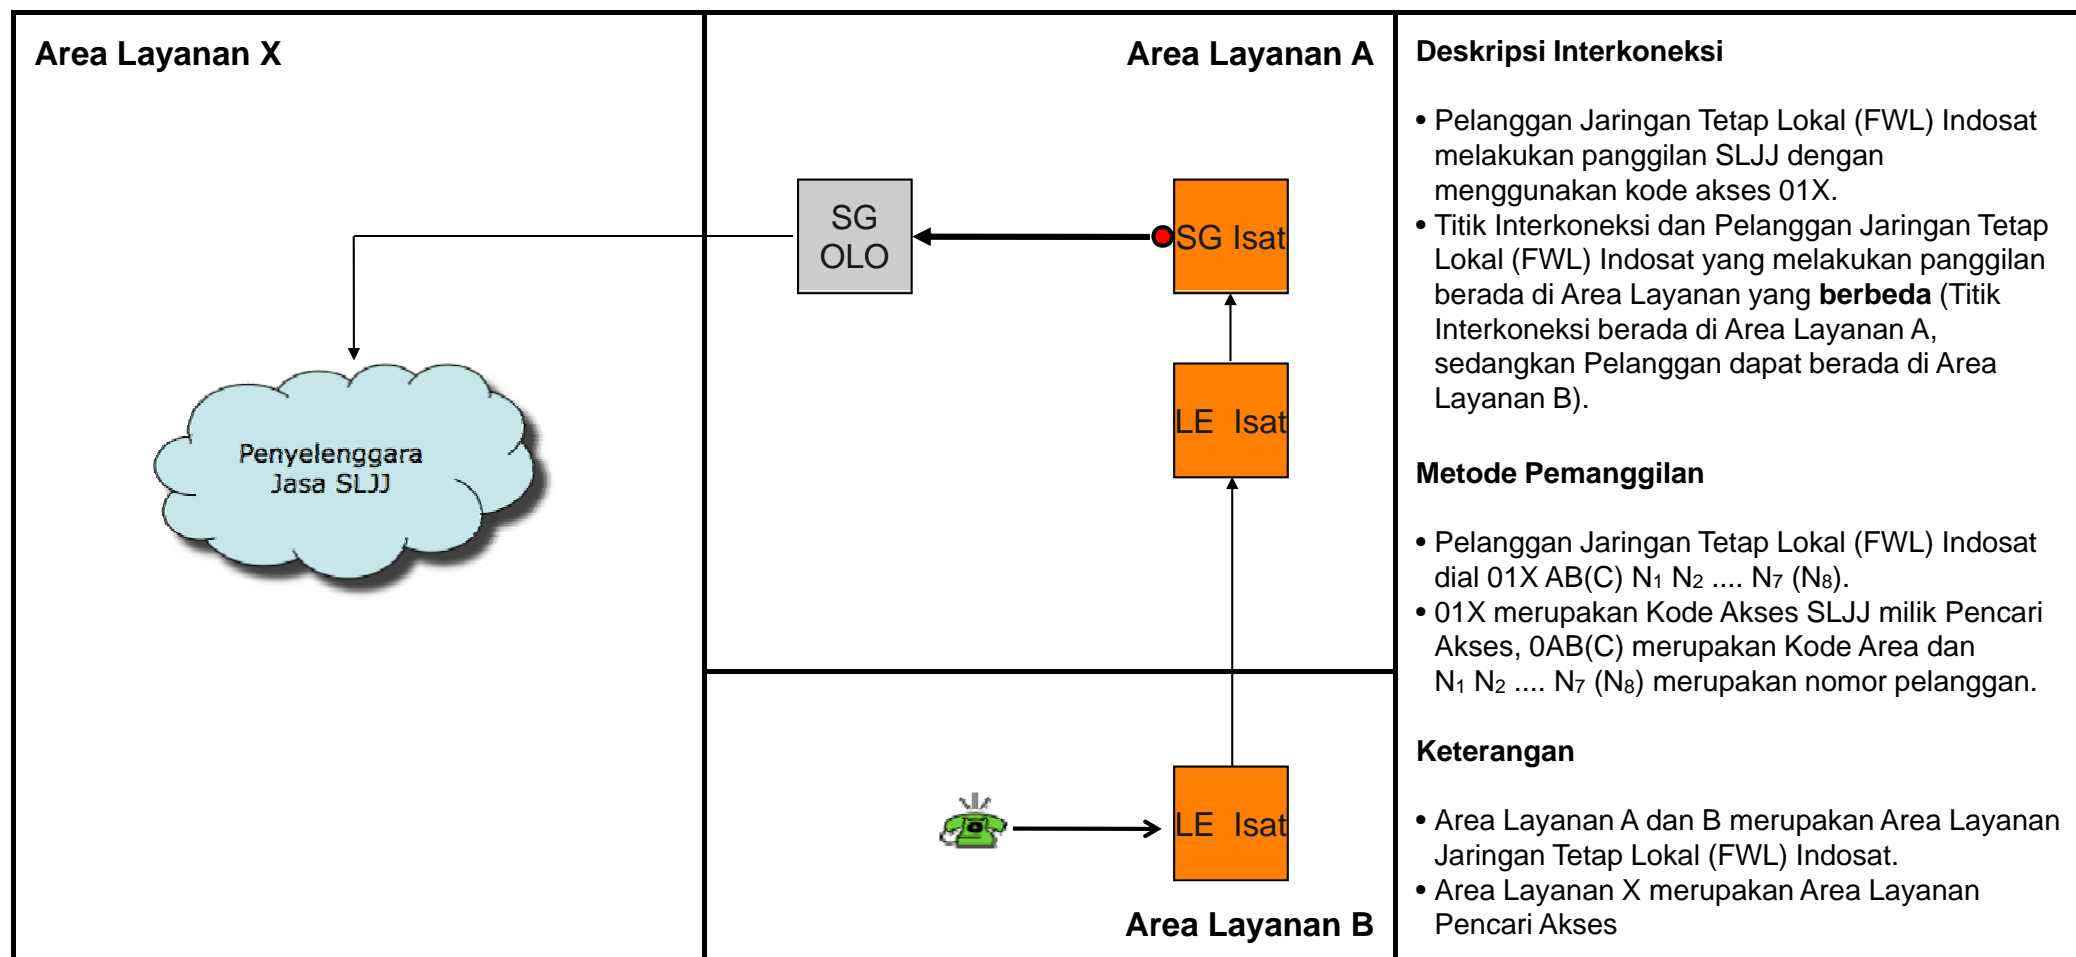 Area Layanan X
Penyelenggara
Jasa SLJJ
Area Layanan A
SG
OLO
SG Isat
LE Isat
LE Isat
Area Layanan B
Deskripsi Interkoneksi
• Pelanggan Jaringan Tetap Lokal (FWL) Indosat
melakukan panggilan SLJJ dengan
menggunakan kode akses 01X.
• Titik Interkoneksi dan Pelanggan Jaringan Tetap
Lokal (FWL) Indosat yang melakukan panggilan
berada di Area Layanan yang berbeda (Titik
Interkoneksi berada di Area Layanan A,
sedangkan Pelanggan dapat berada di Area
Layanan B).
Metode Pemanggilan
• Pelanggan Jaringan Tetap Lokal (FWL) Indosat
dial 01X AB(C) N₁ N₂ .... N₇ (N₈).
• 01X merupakan Kode Akses SLJJ milik Pencari
Akses, 0AB(C) merupakan Kode Area dan
N₁ N₂ .... N₇ (N₈) merupakan nomor pelanggan.
Keterangan
• Area Layanan A dan B merupakan Area Layanan
Jaringan Tetap Lokal (FWL) Indosat.
• Area Layanan X merupakan Area Layanan
Pencari Akses